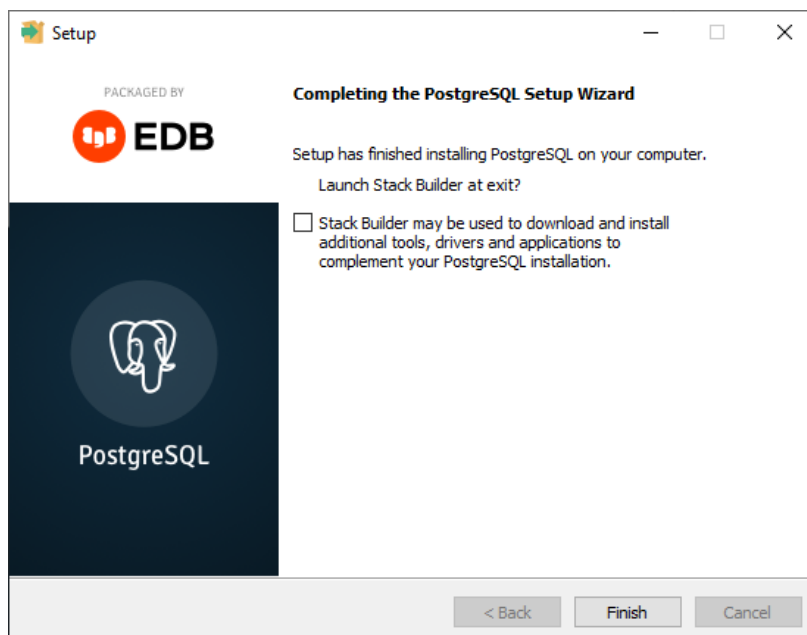 Setup
PACKAGED BY
EDB
PostgreSQL
Completing the PostgreSQL Setup Wizard
Setup has finished installing PostgreSQL on your computer.
Launch Stack Builder at exit?
Stack Builder may be used to download and install
additional tools, drivers and applications to
complement your PostgreSQL installation.
< Back
Finish
Cancel